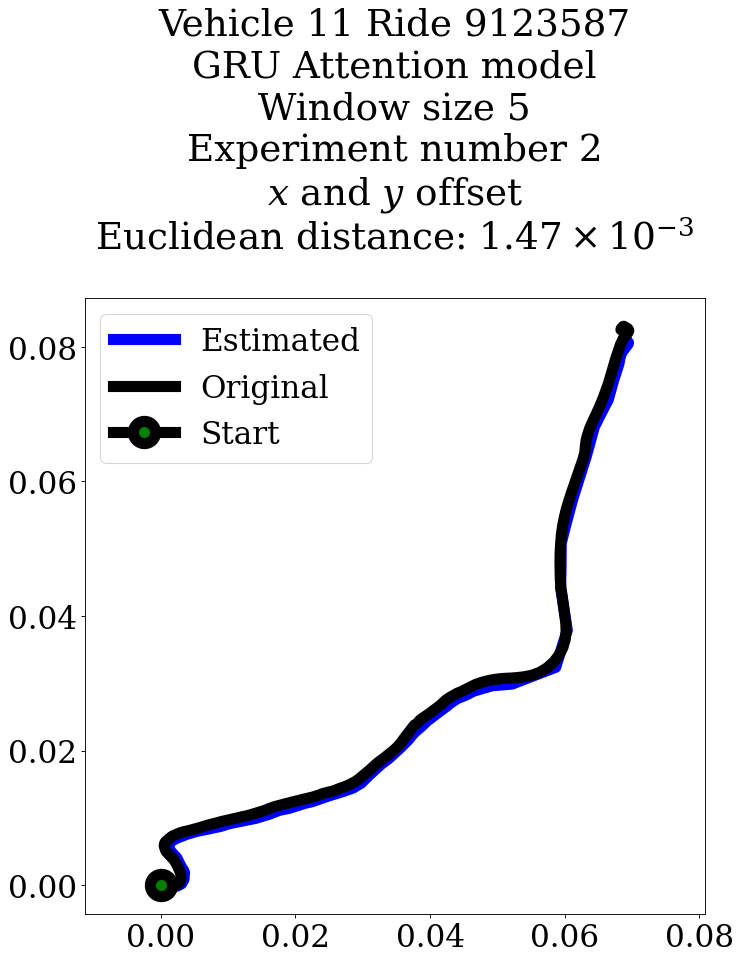 Vehicle 11 Ride 9123587
GRU Attention model
Window size 5
Experiment number 2
x and y offset
Euclidean distance: 1.47 × 10⁻³
Estimated
Original
Start
0.08
0.06
0.04
0.02
0.00
0.00 0.02 0.04 0.06 0.08